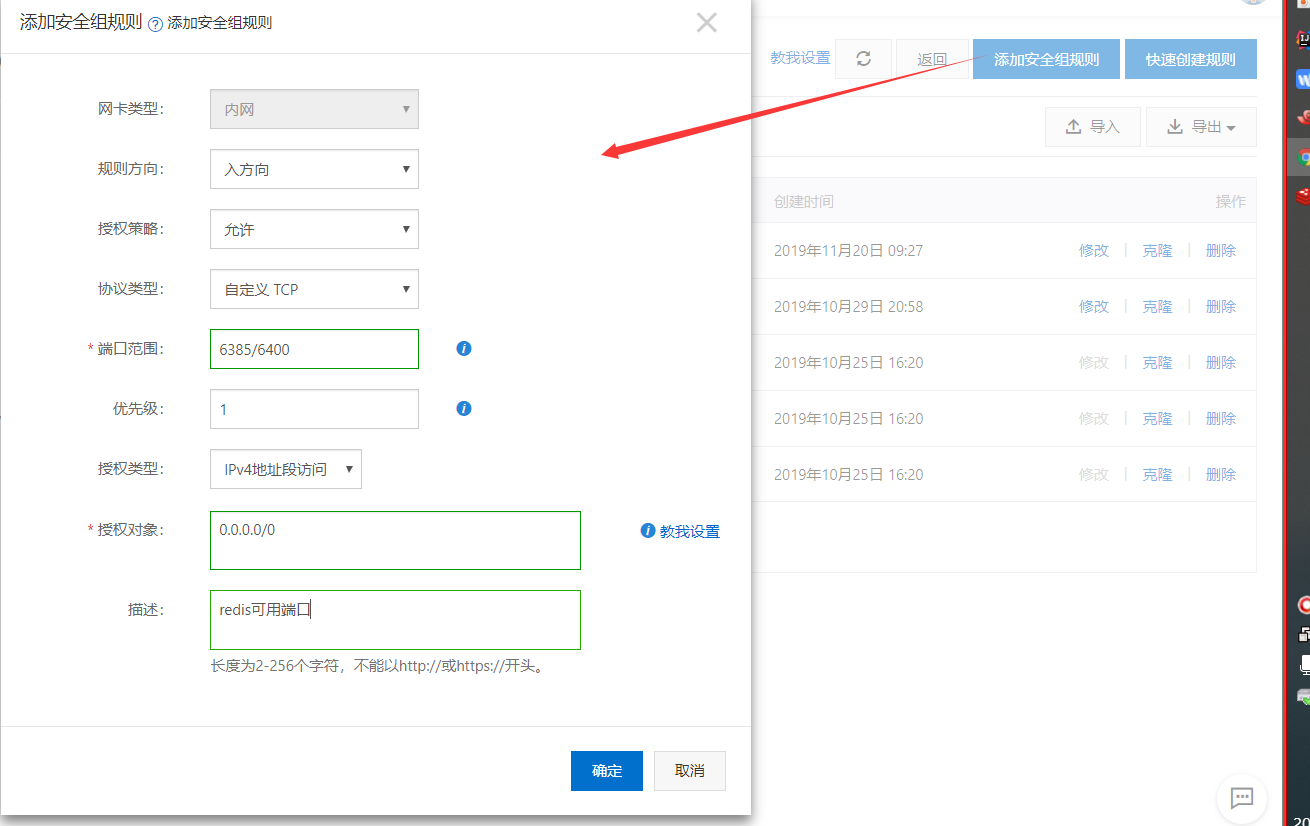 添加安全组规则 ? 添加安全组规则
教我设置 返回 添加安全组规则 快速创建规则
导入 导出
网卡类型： 内网
规则方向： 入方向
授权策略： 允许
协议类型： 自定义 TCP
* 端口范围： 6385/6400
优先级： 1
授权类型： IPv4地址段访问
* 授权对象： 0.0.0.0/0
教我设置
描述： redis可用端口
长度为2-256个字符，不能以http://或https://开头。
确定 取消
创建时间 操作
2019年11月20日 09:27 修改 克隆 删除
2019年10月29日 20:58 修改 克隆 删除
2019年10月25日 16:20 修改 克隆 删除
2019年10月25日 16:20 修改 克隆 删除
2019年10月25日 16:20 修改 克隆 删除
20